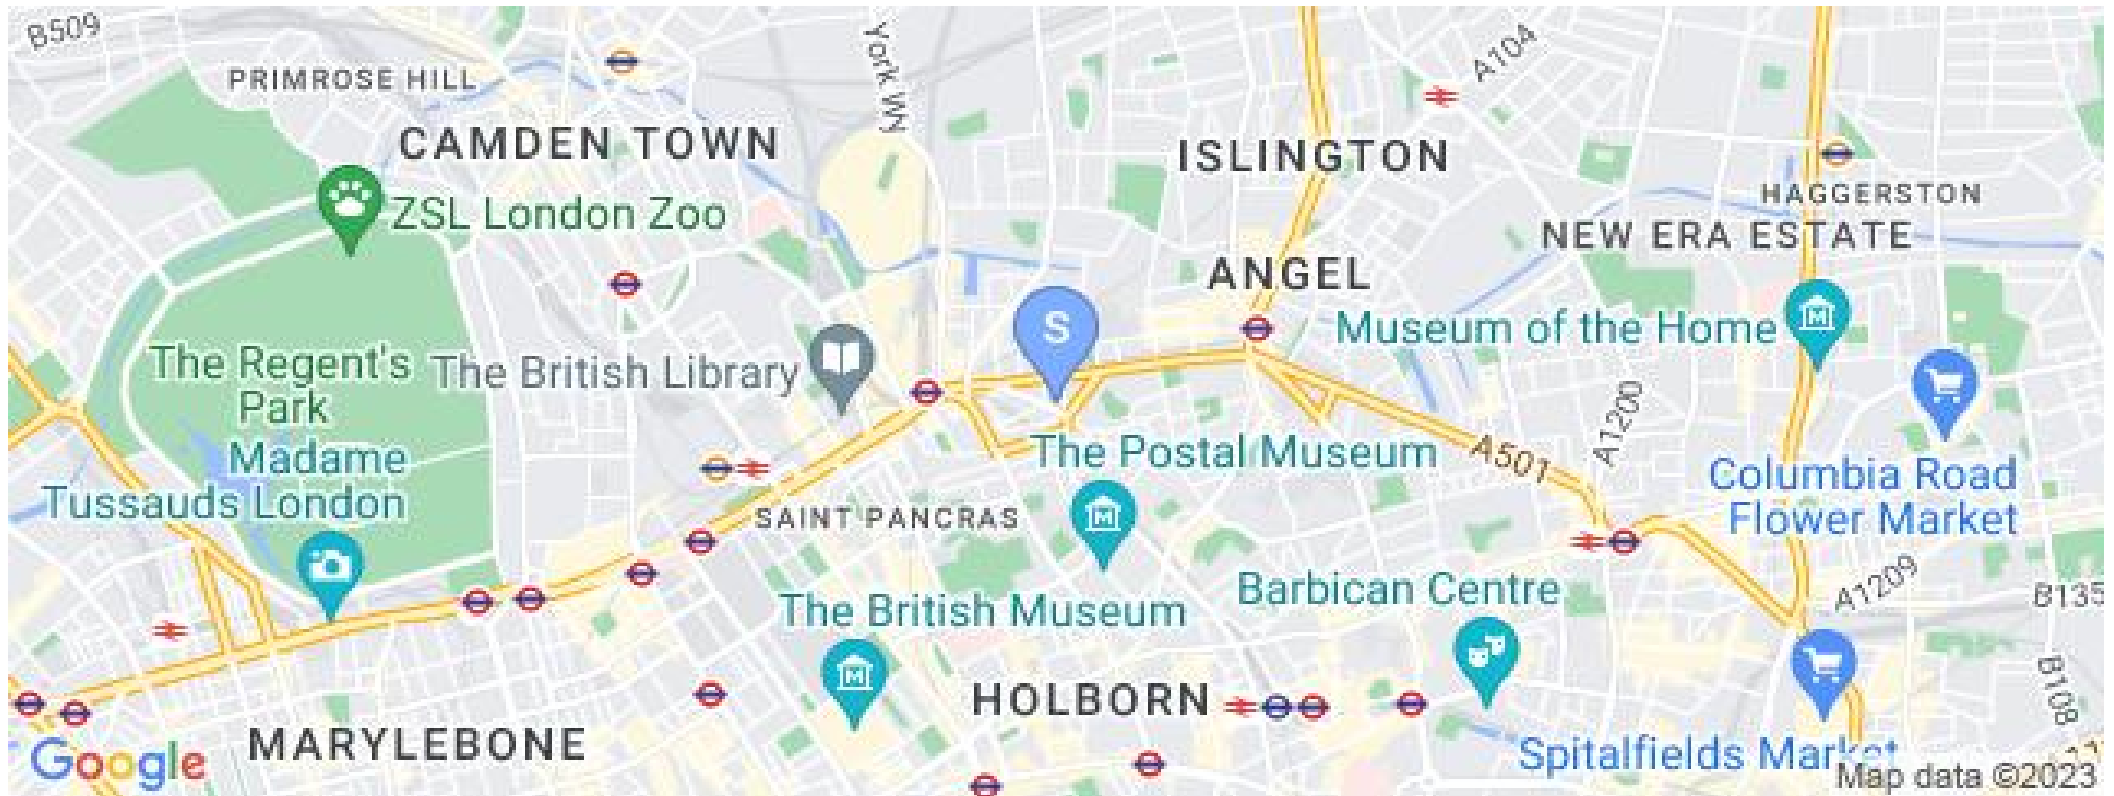 B509
PRIMROSE HILL
York Wy
A104
CAMDEN TOWN
ISLINGTON
HAGGERSTON
ZSL London Zoo
NEW ERA ESTATE
ANGEL
S
Museum of the Home
The Regent's
Park
The British Library
A1200
Madame
Tussauds London
The Postal Museum
A501
Columbia Road
Flower Market
SAINT PANCRAS
A1209
Barbican Centre
B135
The British Museum
B108
HOLBORN
MARYLEBONE
Spitalfields Market
Google
Map data ©2023